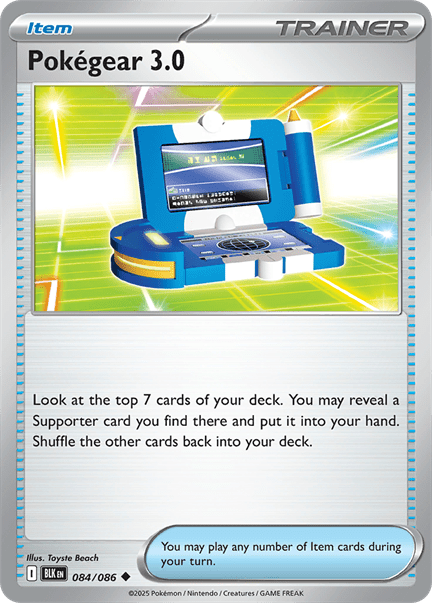 Item
TRAINER
Pokégear 3.0
Look at the top 7 cards of your deck. You may reveal a
Supporter card you find there and put it into your hand.
Shuffle the other cards back into your deck.
Illus. Toyste Beach
You may play any number of Item cards during
your turn.
I BLK EN 084/086 ◆
©2025 Pokémon / Nintendo / Creatures / GAME FREAK